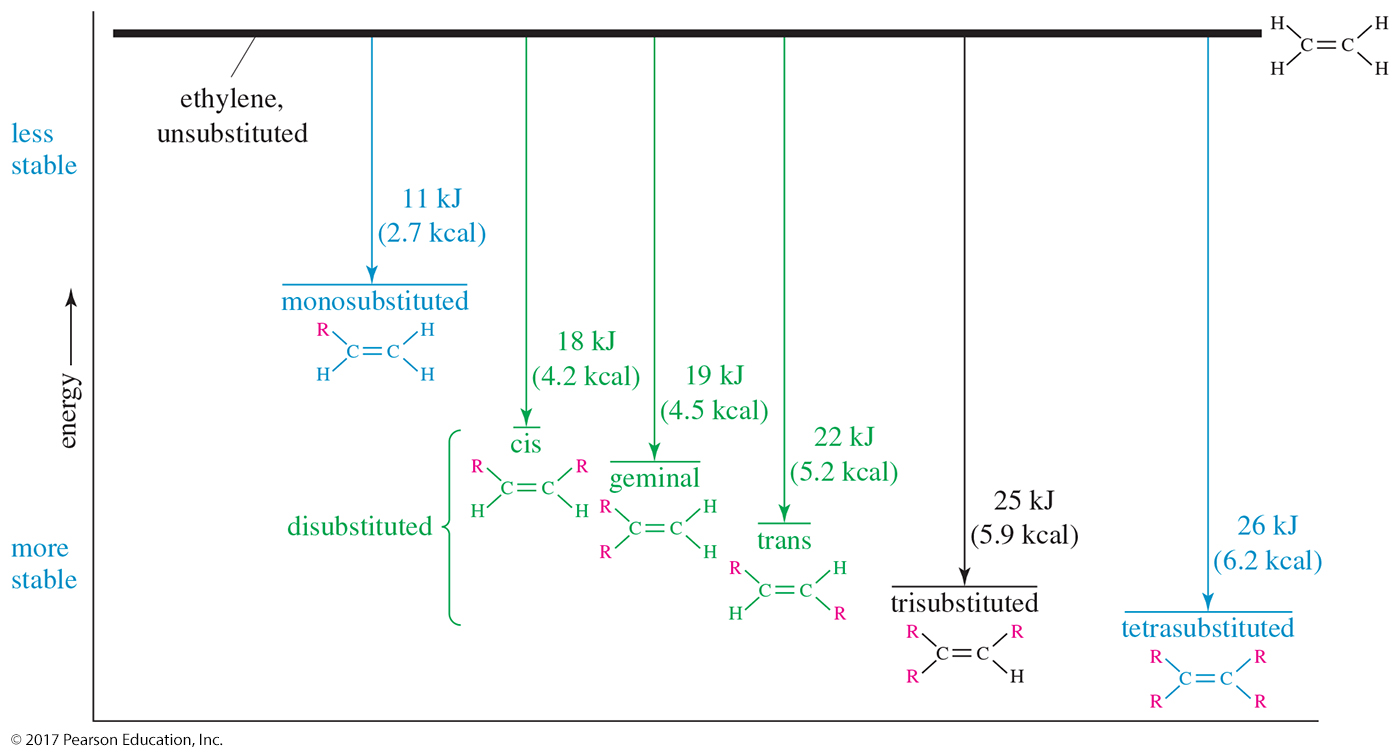 ethylene,
unsubstituted
H H
C=C
H H
less
stable
more
stable
energy
11 kJ
(2.7 kcal)
monosubstituted
R H
C=C
H H
disubstituted
18 kJ
(4.2 kcal)
cis
R R
C=C
H H
19 kJ
(4.5 kcal)
geminal
R H
C=C
R H
22 kJ
(5.2 kcal)
trans
R H
C=C
H R
25 kJ
(5.9 kcal)
trisubstituted
R R
C=C
R H
26 kJ
(6.2 kcal)
tetrasubstituted
R R
C=C
R R
© 2017 Pearson Education, Inc.